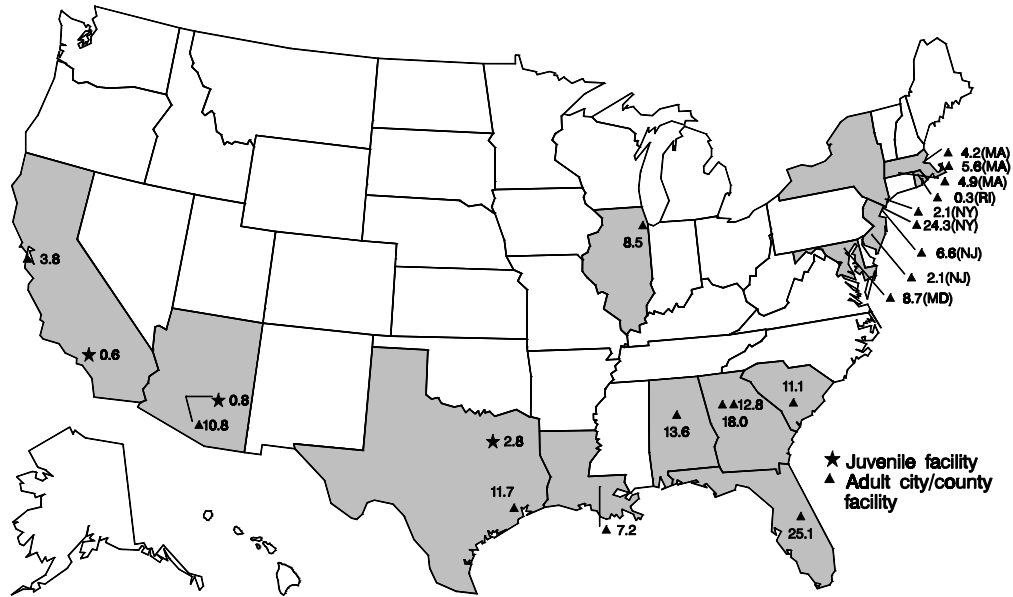 4.2(MA)
5.6(MA)
4.9(MA)
0.3(RI)
2.1(NY)
24.3(NY)
8.5
6.6(NJ)
3.8
2.1(NJ)
8.7(MD)
0.6
11.1
0.8
12.8
10.8
18.0
13.6
2.8
Juvenile facility
Adult city/county
facility
11.7
7.2
25.1